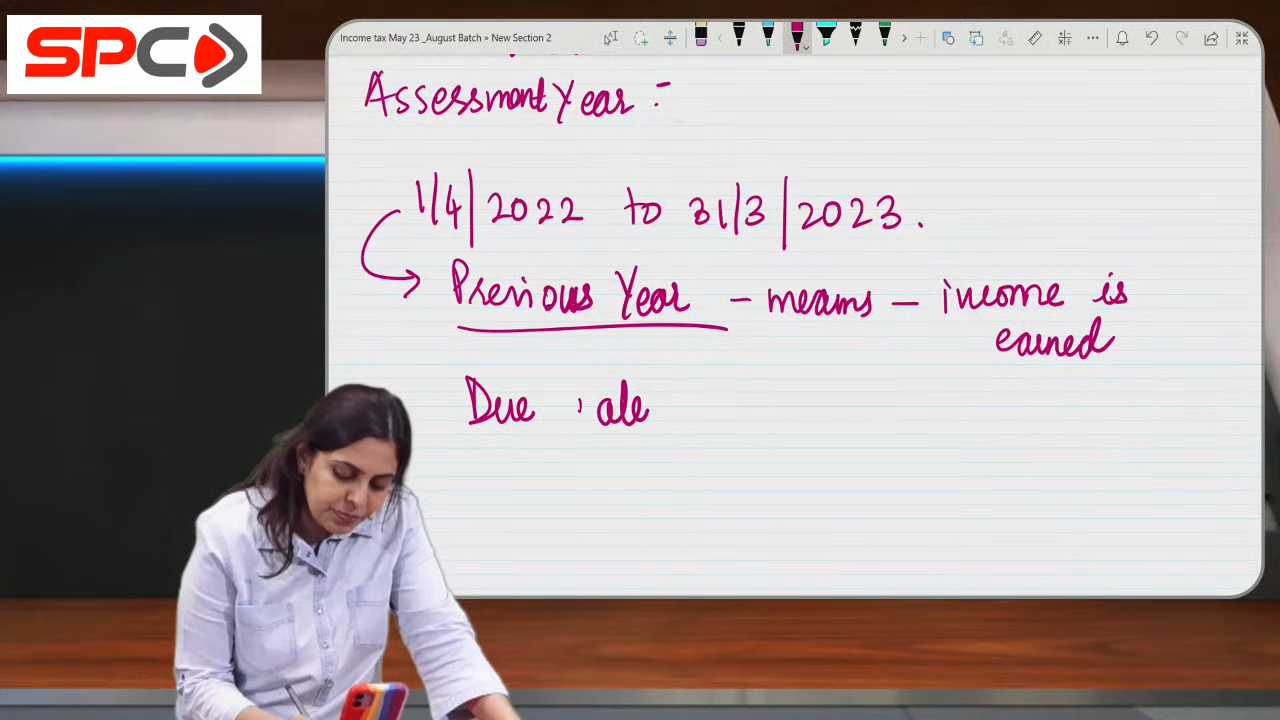 SPC
Income tax May 23 _August Batch » New Section 2
Assessment Year :-
1/4/2022 to 31/3/2023.
Previous Year – means – income is
earned
Due